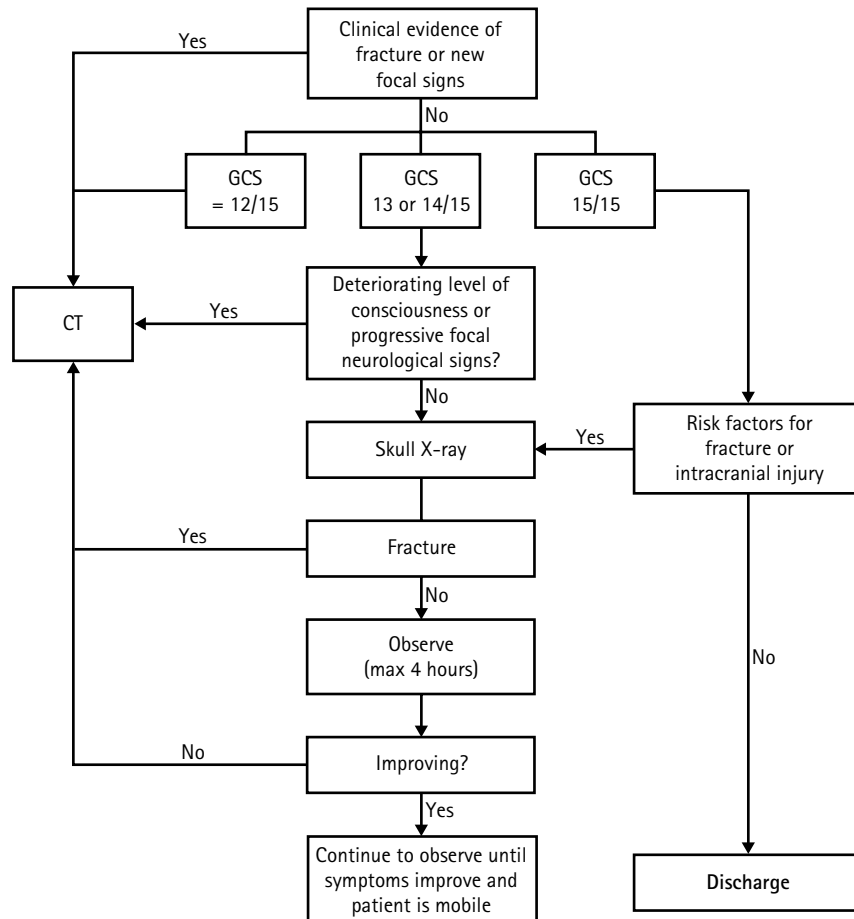 Clinical evidence of
fracture or new
focal signs
Yes
No
GCS
= 12/15
GCS
13 or 14/15
GCS
15/15
CT
Yes
Deteriorating level of
consciousness or
progressive focal
neurological signs?
No
Skull X-ray
Yes
Risk factors for
fracture or
intracranial injury
Yes
Fracture
No
Observe
(max 4 hours)
No
No
Improving?
Yes
Continue to observe until
symptoms improve and
patient is mobile
Discharge